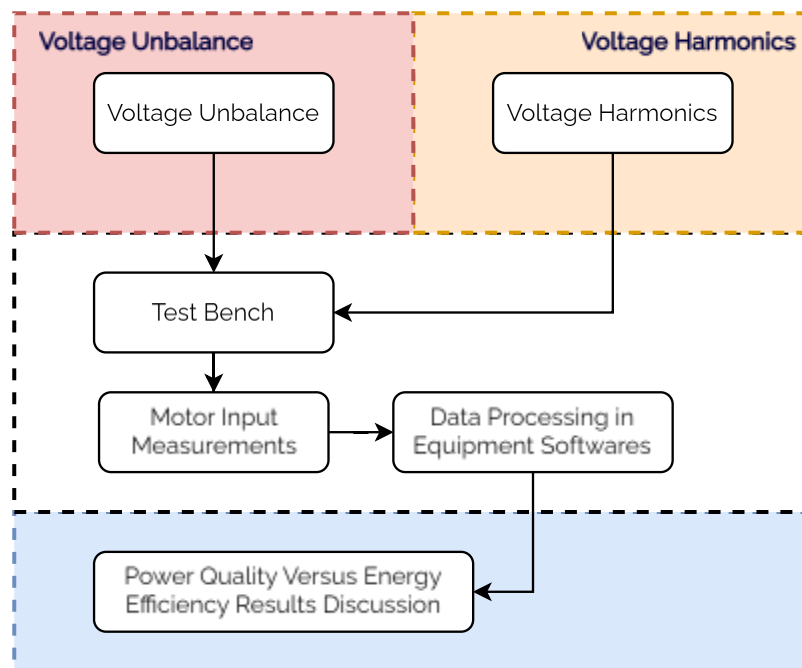 Voltage Unbalance
Voltage Harmonics
Voltage Unbalance
Voltage Harmonics
Test Bench
Motor Input
Measurements
Data Processing in
Equipment Softwares
Power Quality Versus Energy
Efficiency Results Discussion